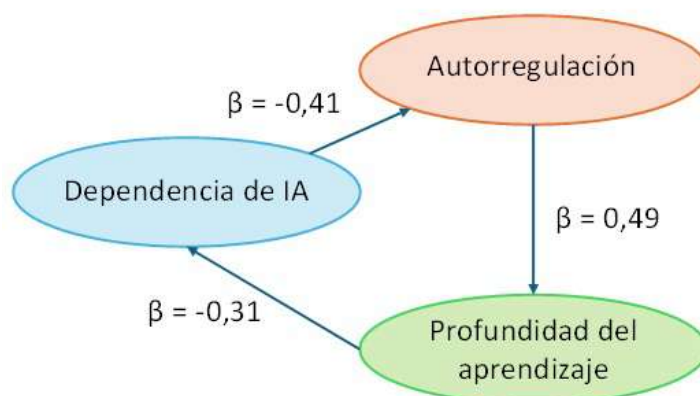 Autorregulación
β = -0,41
Dependencia de IA
β = 0,49
β = -0,31
Profundidad del
aprendizaje